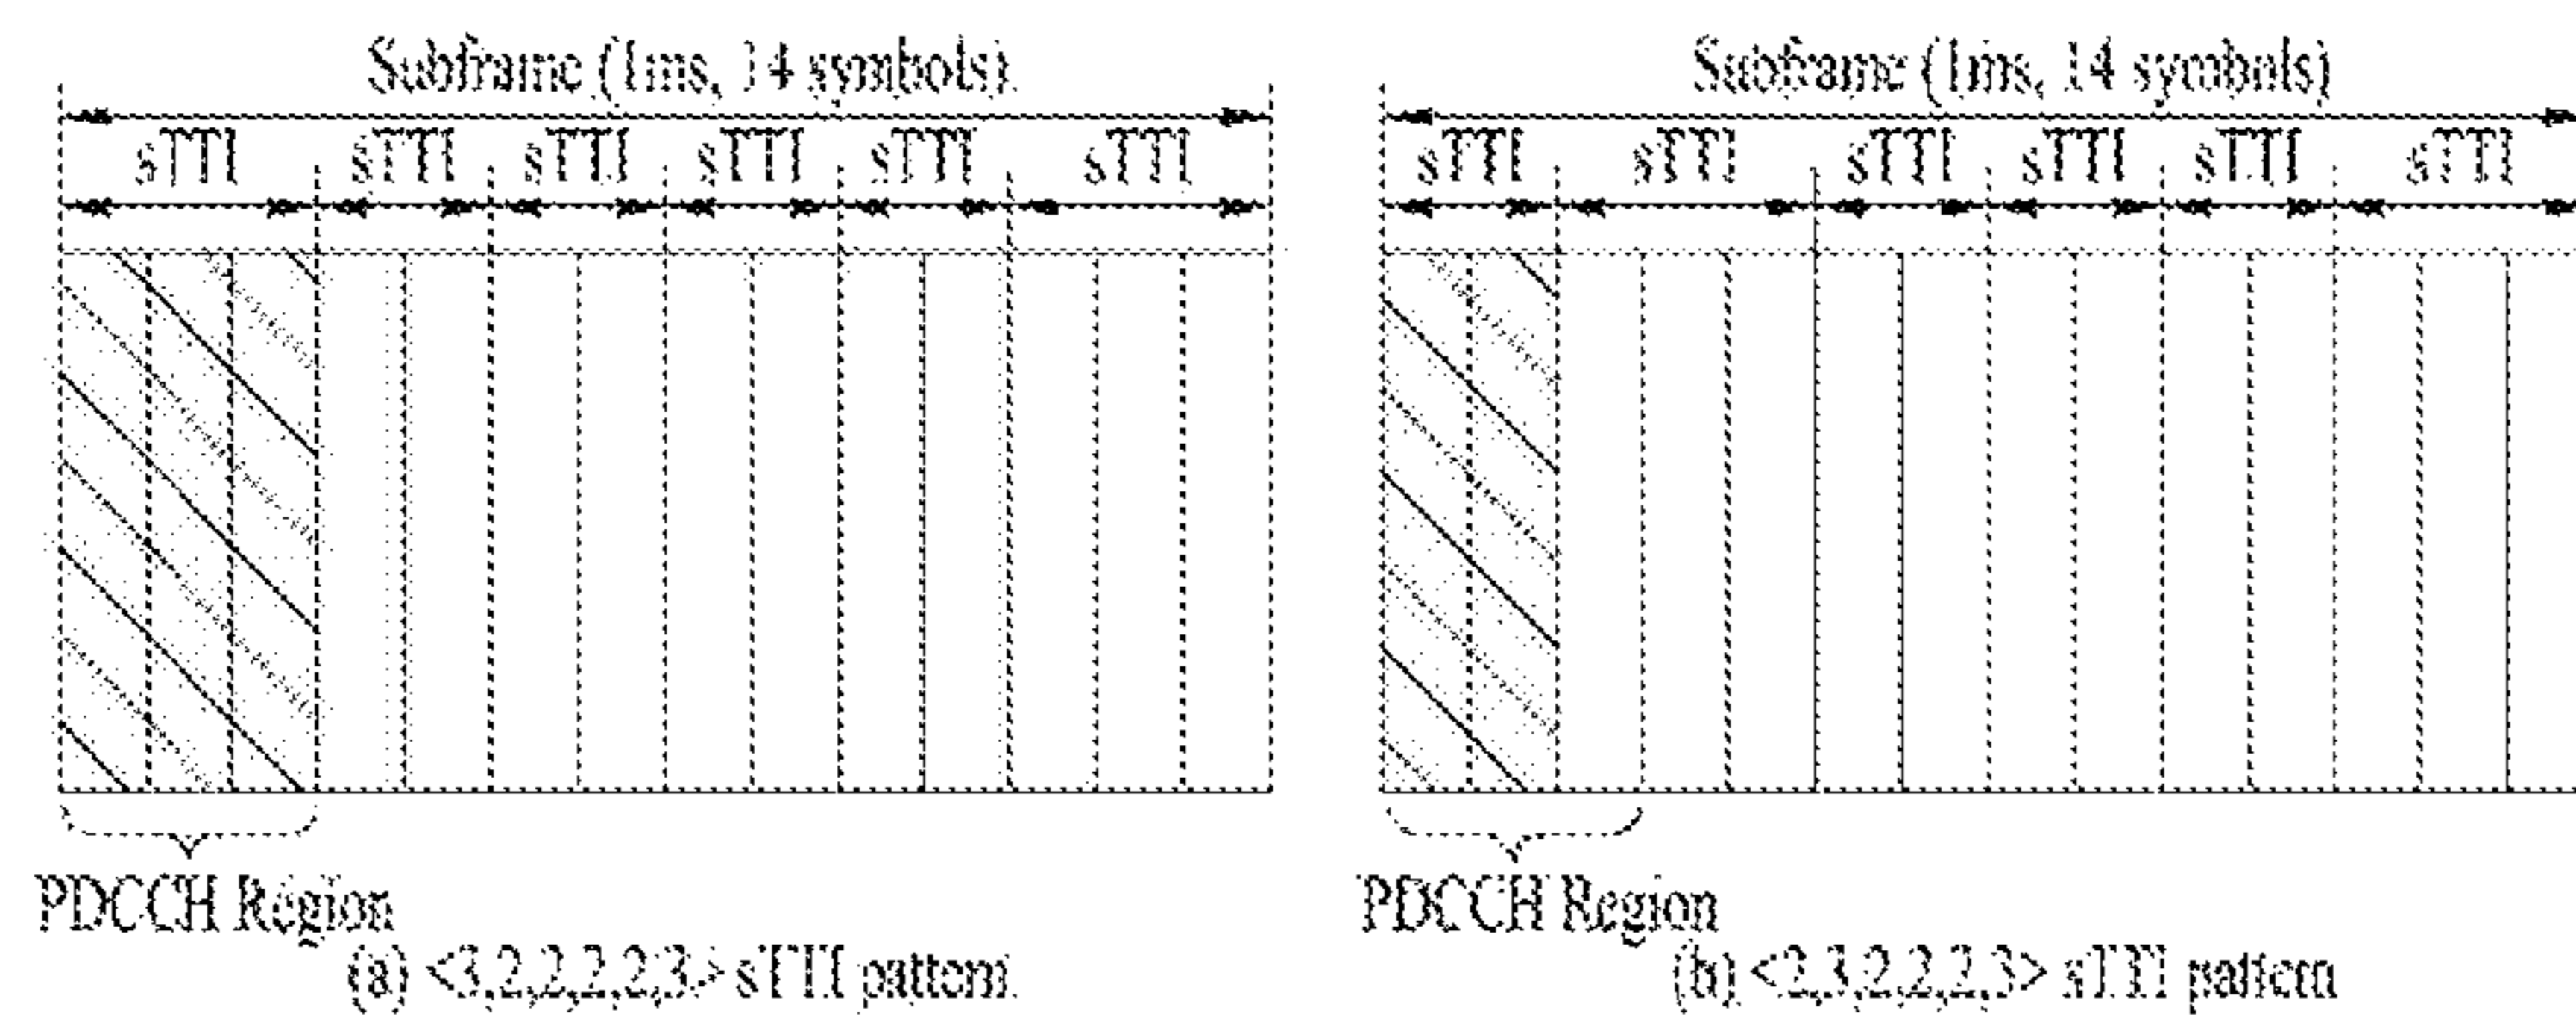 Subframe (1ms, 14 symbols)
sTTI sTTI sTTI sTTI sTTI sTTI
PDCCH Region
(a) <3,2,2,2,2,3> sTTI pattern
Subframe (1ms, 14 symbols)
sTTI sTTI sTTI sTTI sTTI sTTI
PDCCH Region
(b) <2,3,2,2,2,3> sTTI pattern